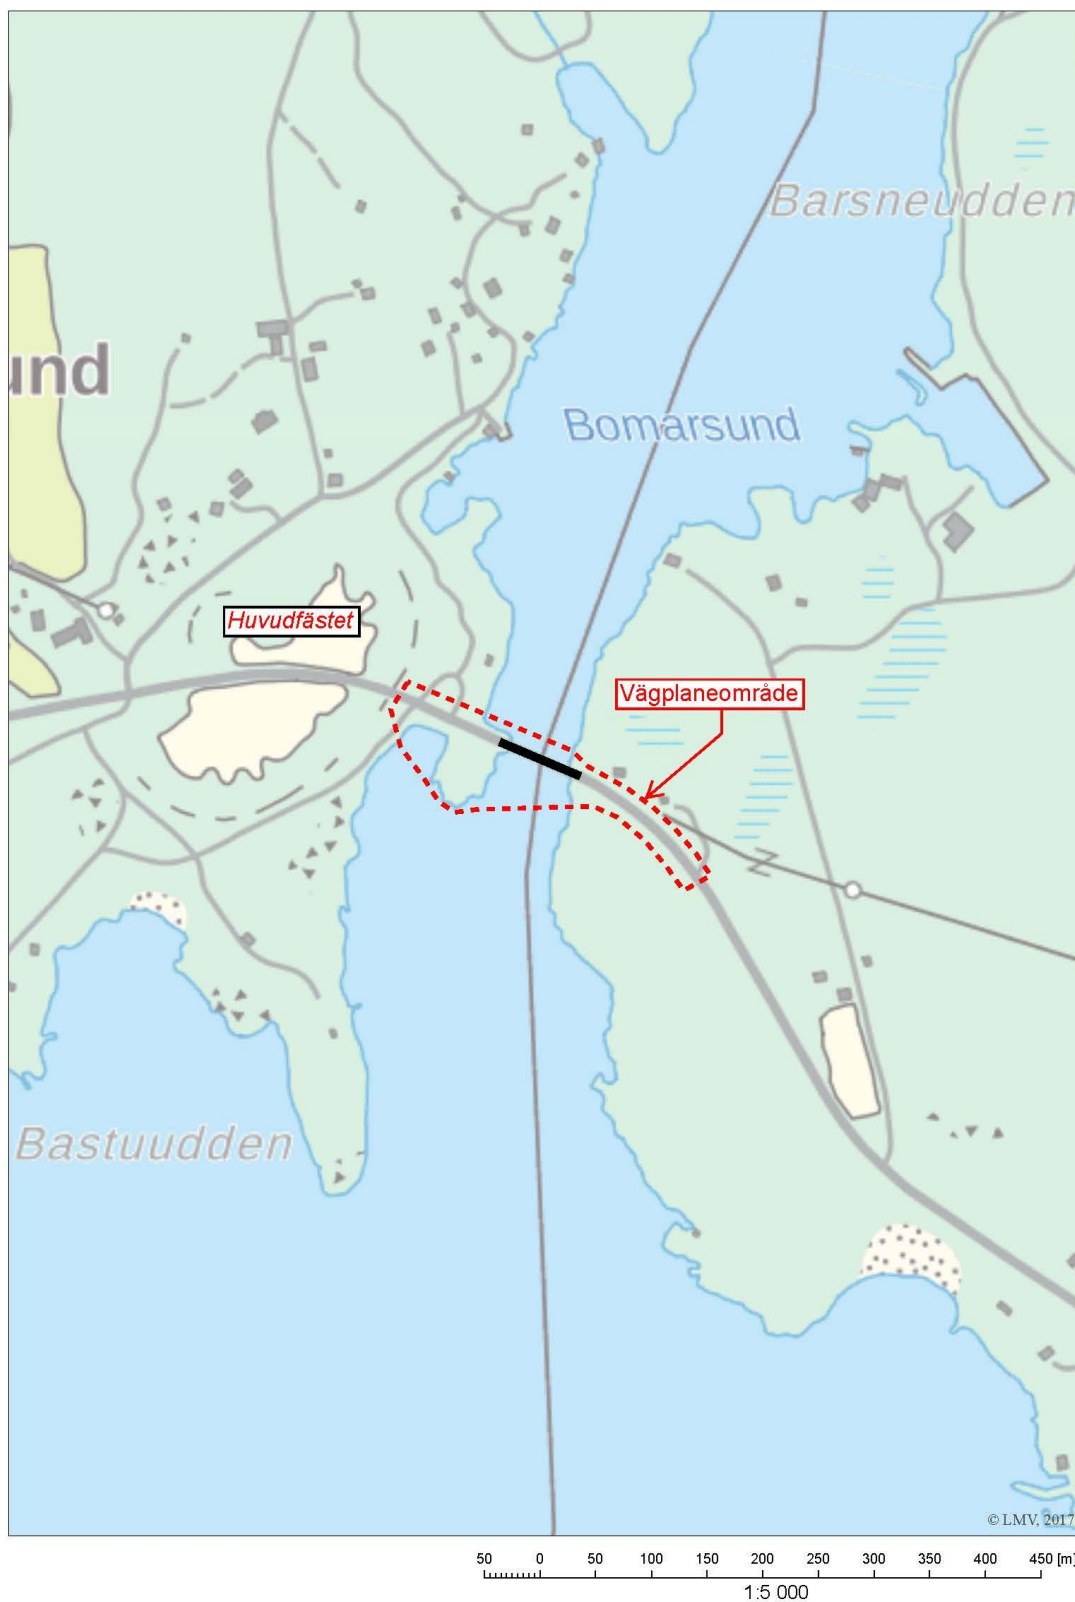 Barsneudden
und
Bomarsund
Huvudfästet
Vägplaneområde
Bastuudden
© LMV, 2017
50 0 50 100 150 200 250 300 350 400 450 [m]
1:5 000